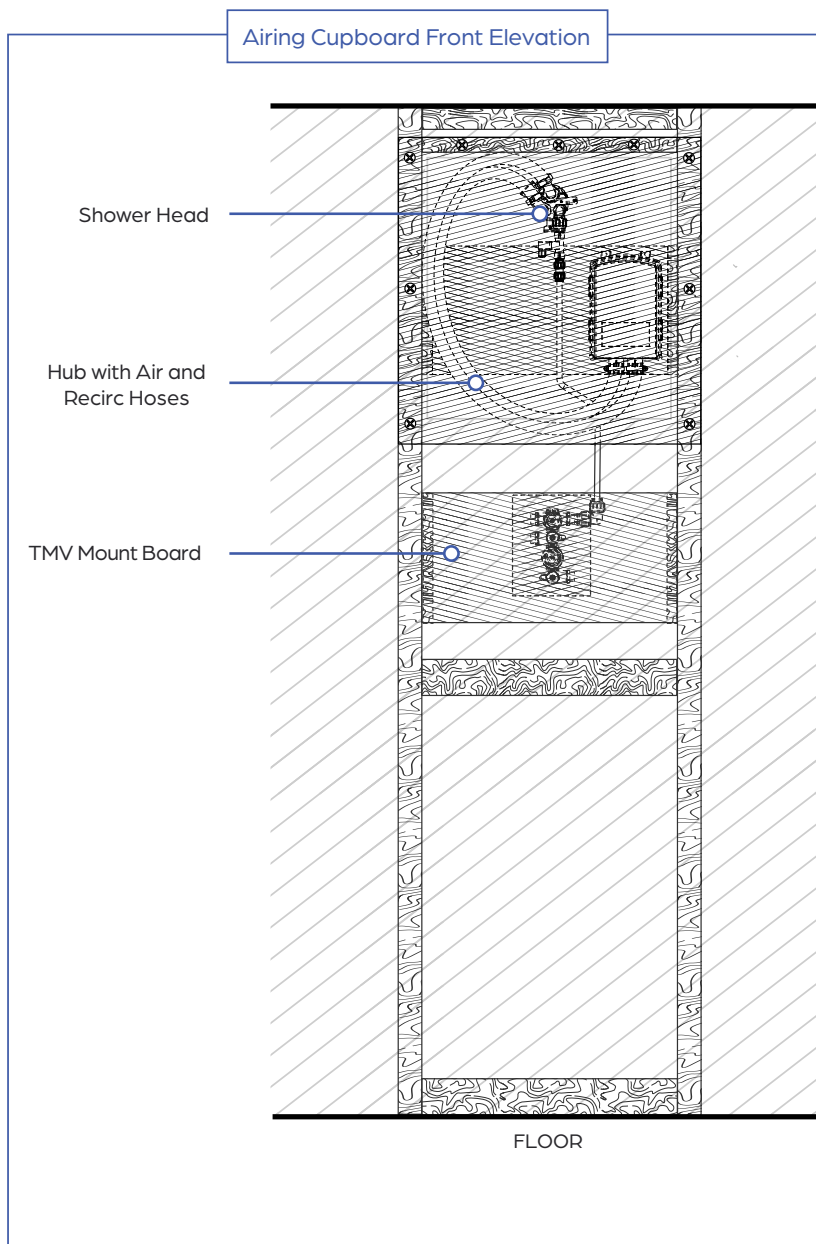 Airing Cupboard Front Elevation
Shower Head
Hub with Air and
Recirc Hoses
TMV Mount Board
FLOOR